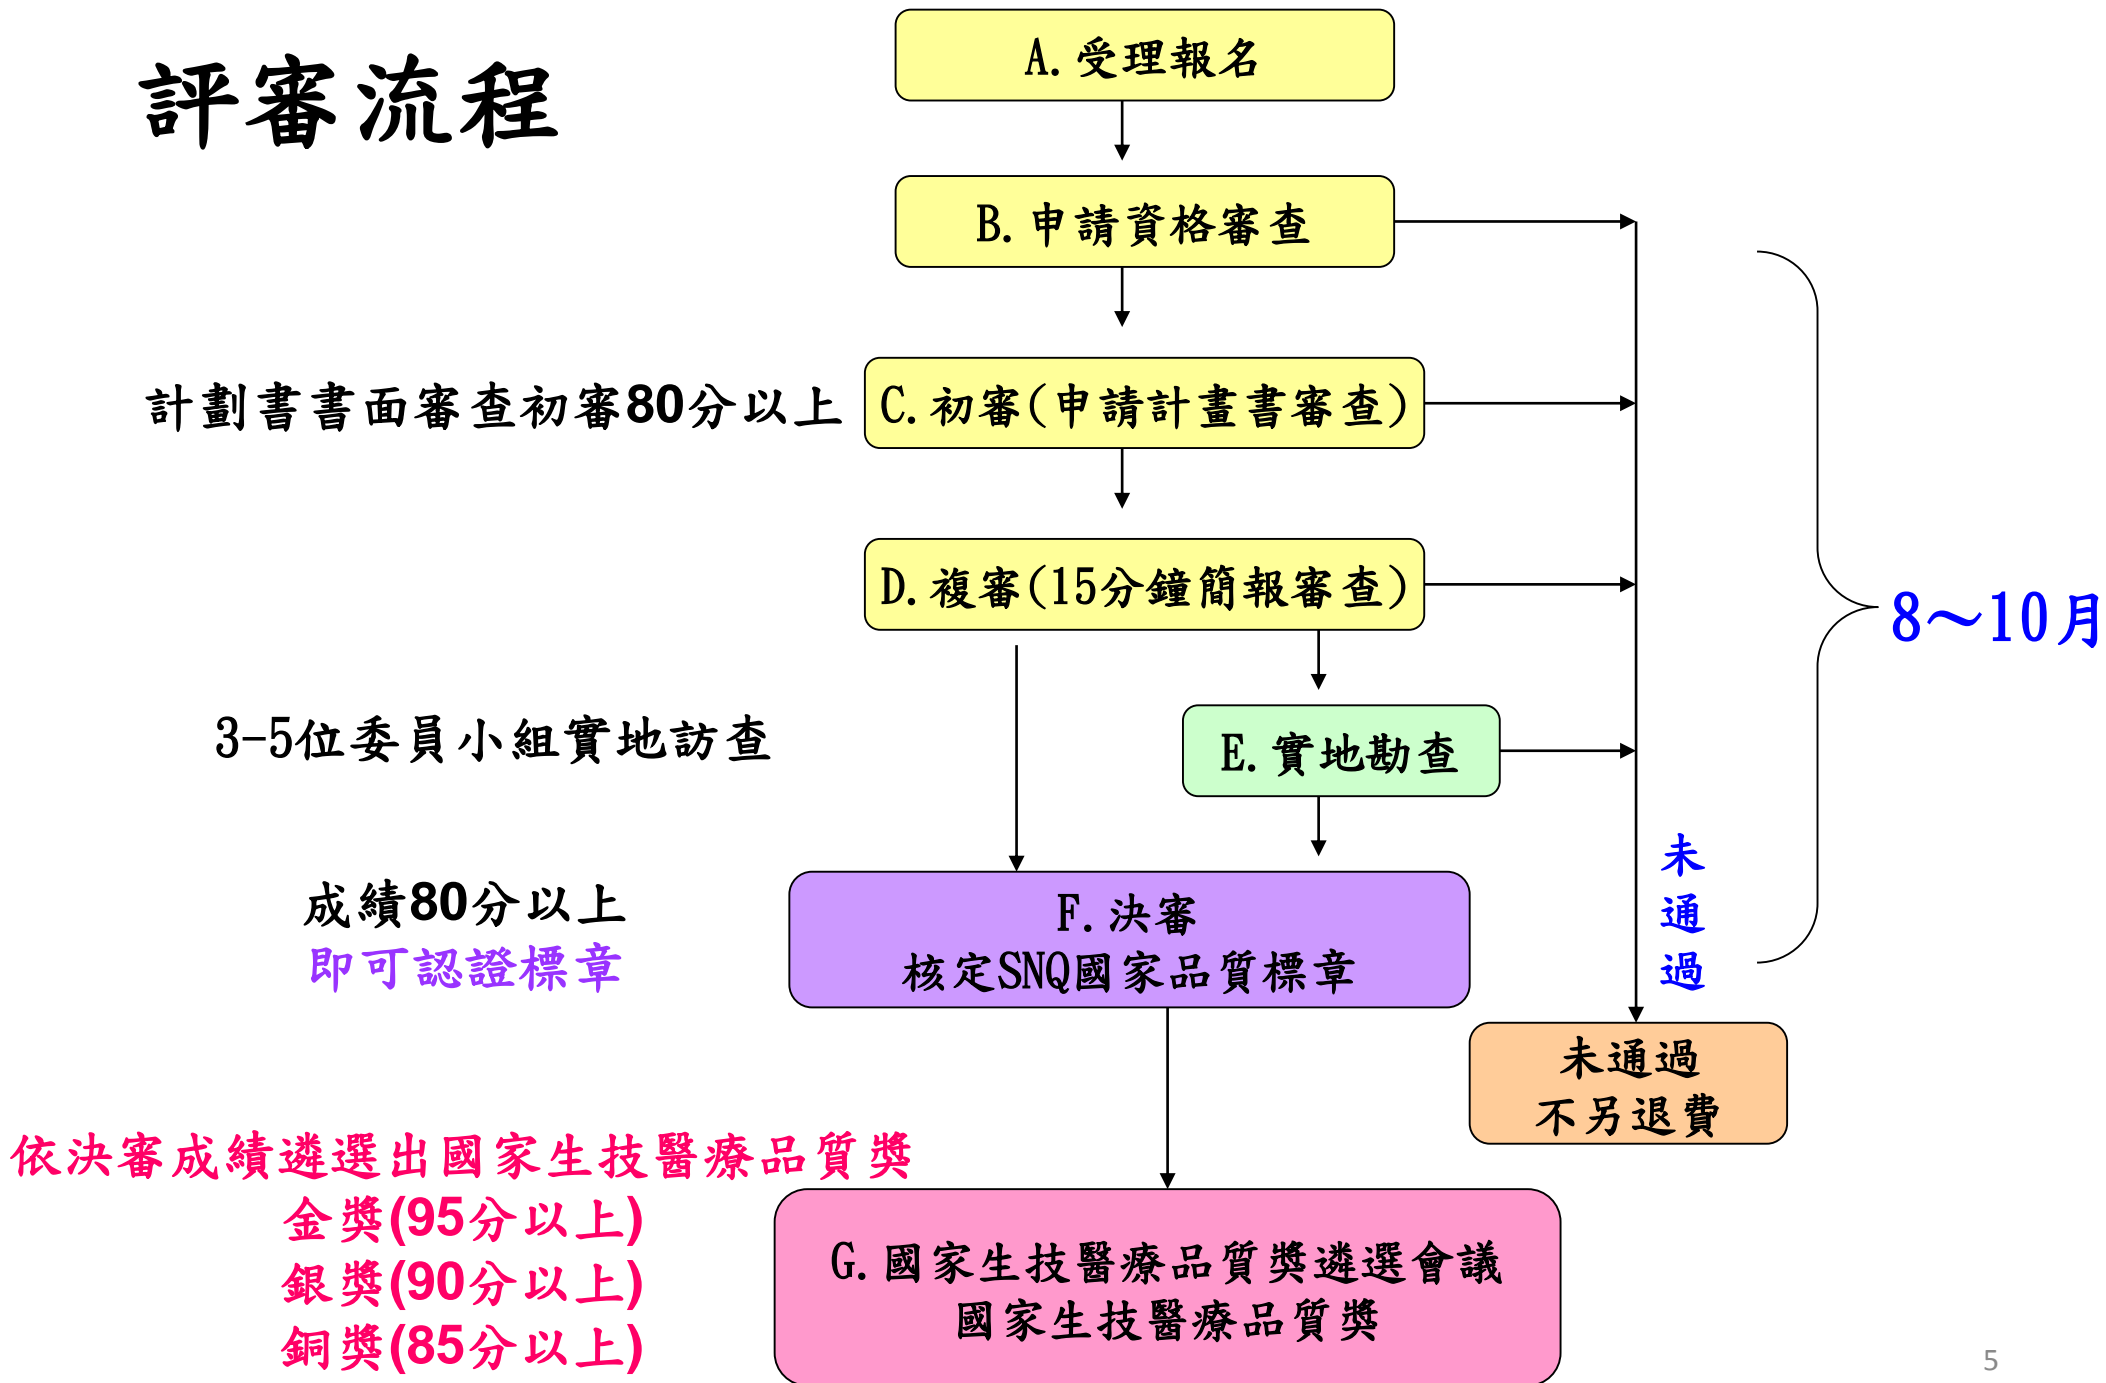 評審流程
A.受理報名
B.申請資格審查
計劃書書面審查初審80分以上
C.初審(申請計畫書審查)
D.複審(15分鐘簡報審查)
8～10月
3-5位委員小組實地訪查
E.實地勘查
未通過
成績80分以上
即可認證標章
F.決審
核定SNQ國家品質標章
未通過
不另退費
依決審成績遴選出國家生技醫療品質獎
金獎(95分以上)
銀獎(90分以上)
銅獎(85分以上)
G.國家生技醫療品質獎遴選會議
國家生技醫療品質獎
5